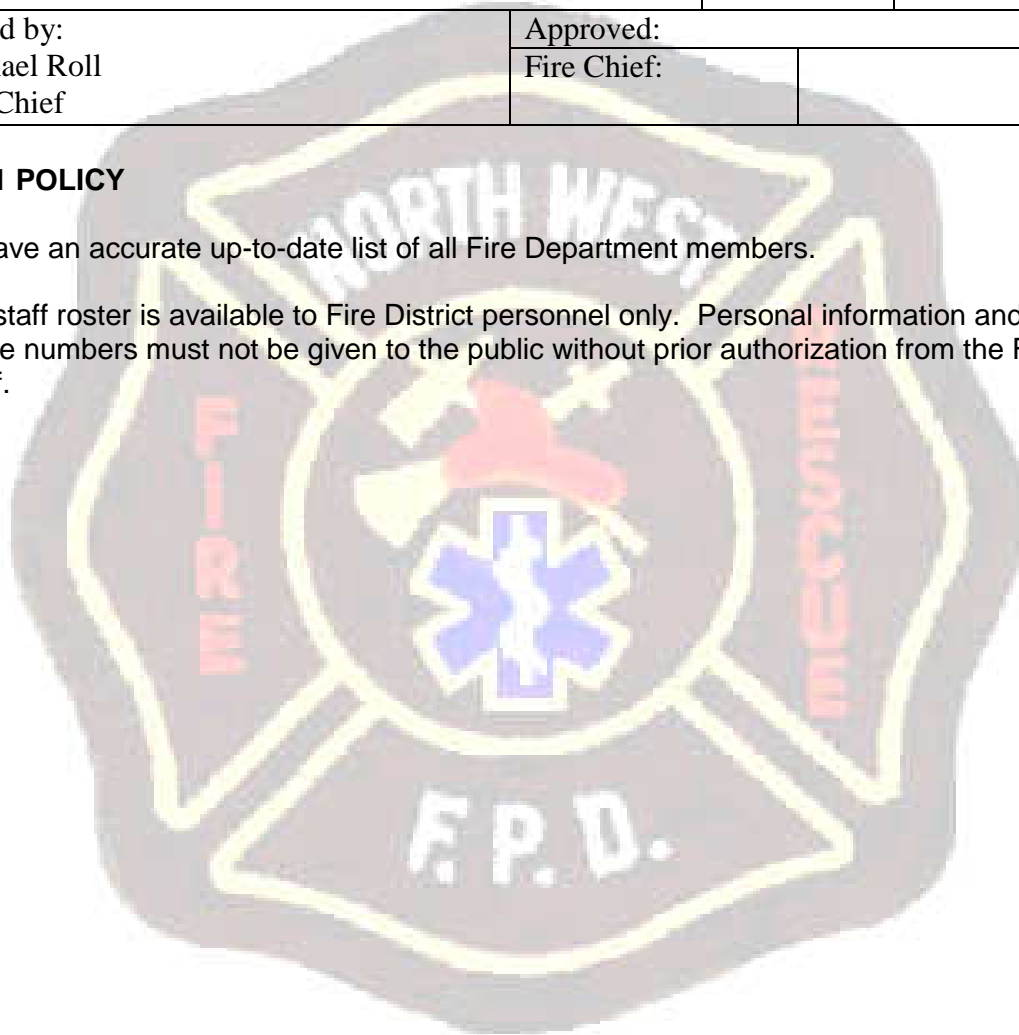 d by:
Approved:
ael Roll
Fire Chief:
Chief
POLICY
ave an accurate up-to-date list of all Fire Department members.
staff roster is available to Fire District personnel only. Personal information and
e numbers must not be given to the public without prior authorization from the F
.
NORTH WEST
FIRE
RESCUE
F. P. D.